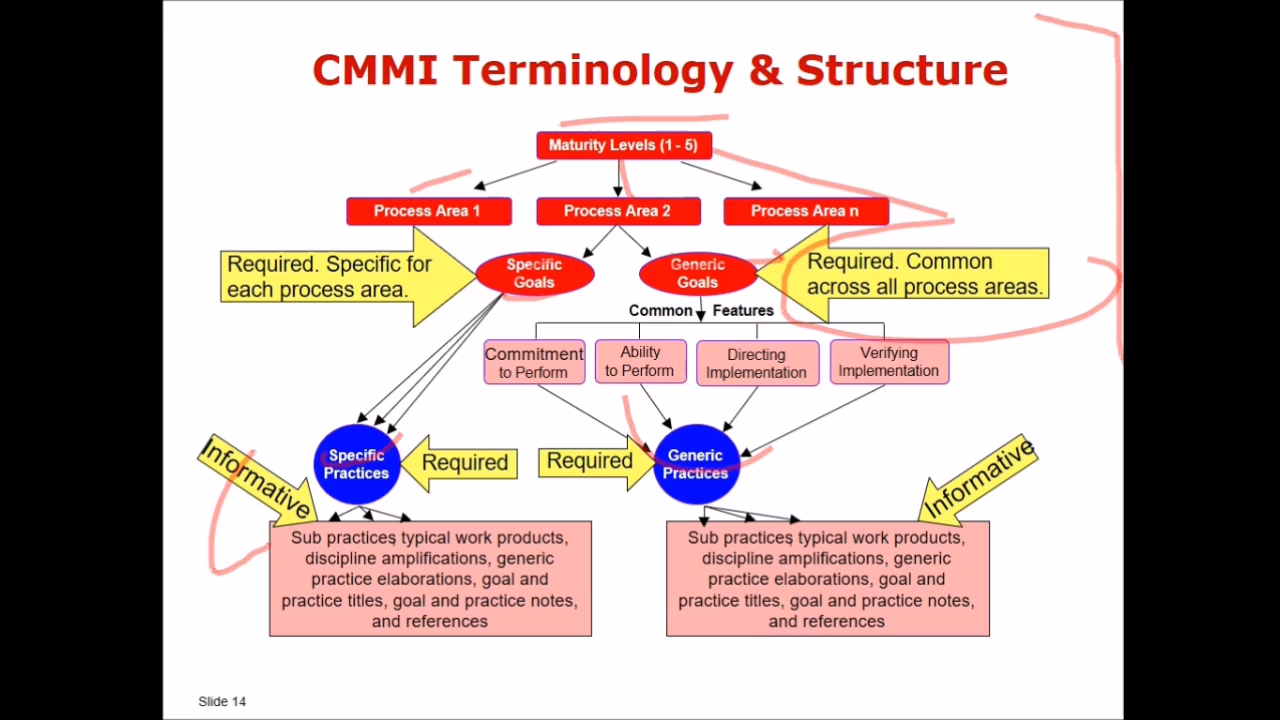 CMMI Terminology & Structure
Maturity Levels (1 - 5)
Process Area 1
Process Area 2
Process Area n
Required. Specific for
each process area.
Specific
Goals
Generic
Goals
Required. Common
across all process areas.
Common Features
Commitment
to Perform
Ability
to Perform
Directing
Implementation
Verifying
Implementation
Informative
Specific
Practices
Required
Required
Generic
Practices
Informative
Sub practices typical work products,
discipline amplifications, generic
practice elaborations, goal and
practice titles, goal and practice notes,
and references
Sub practices typical work products,
discipline amplifications, generic
practice elaborations, goal and
practice titles, goal and practice notes,
and references
Slide 14